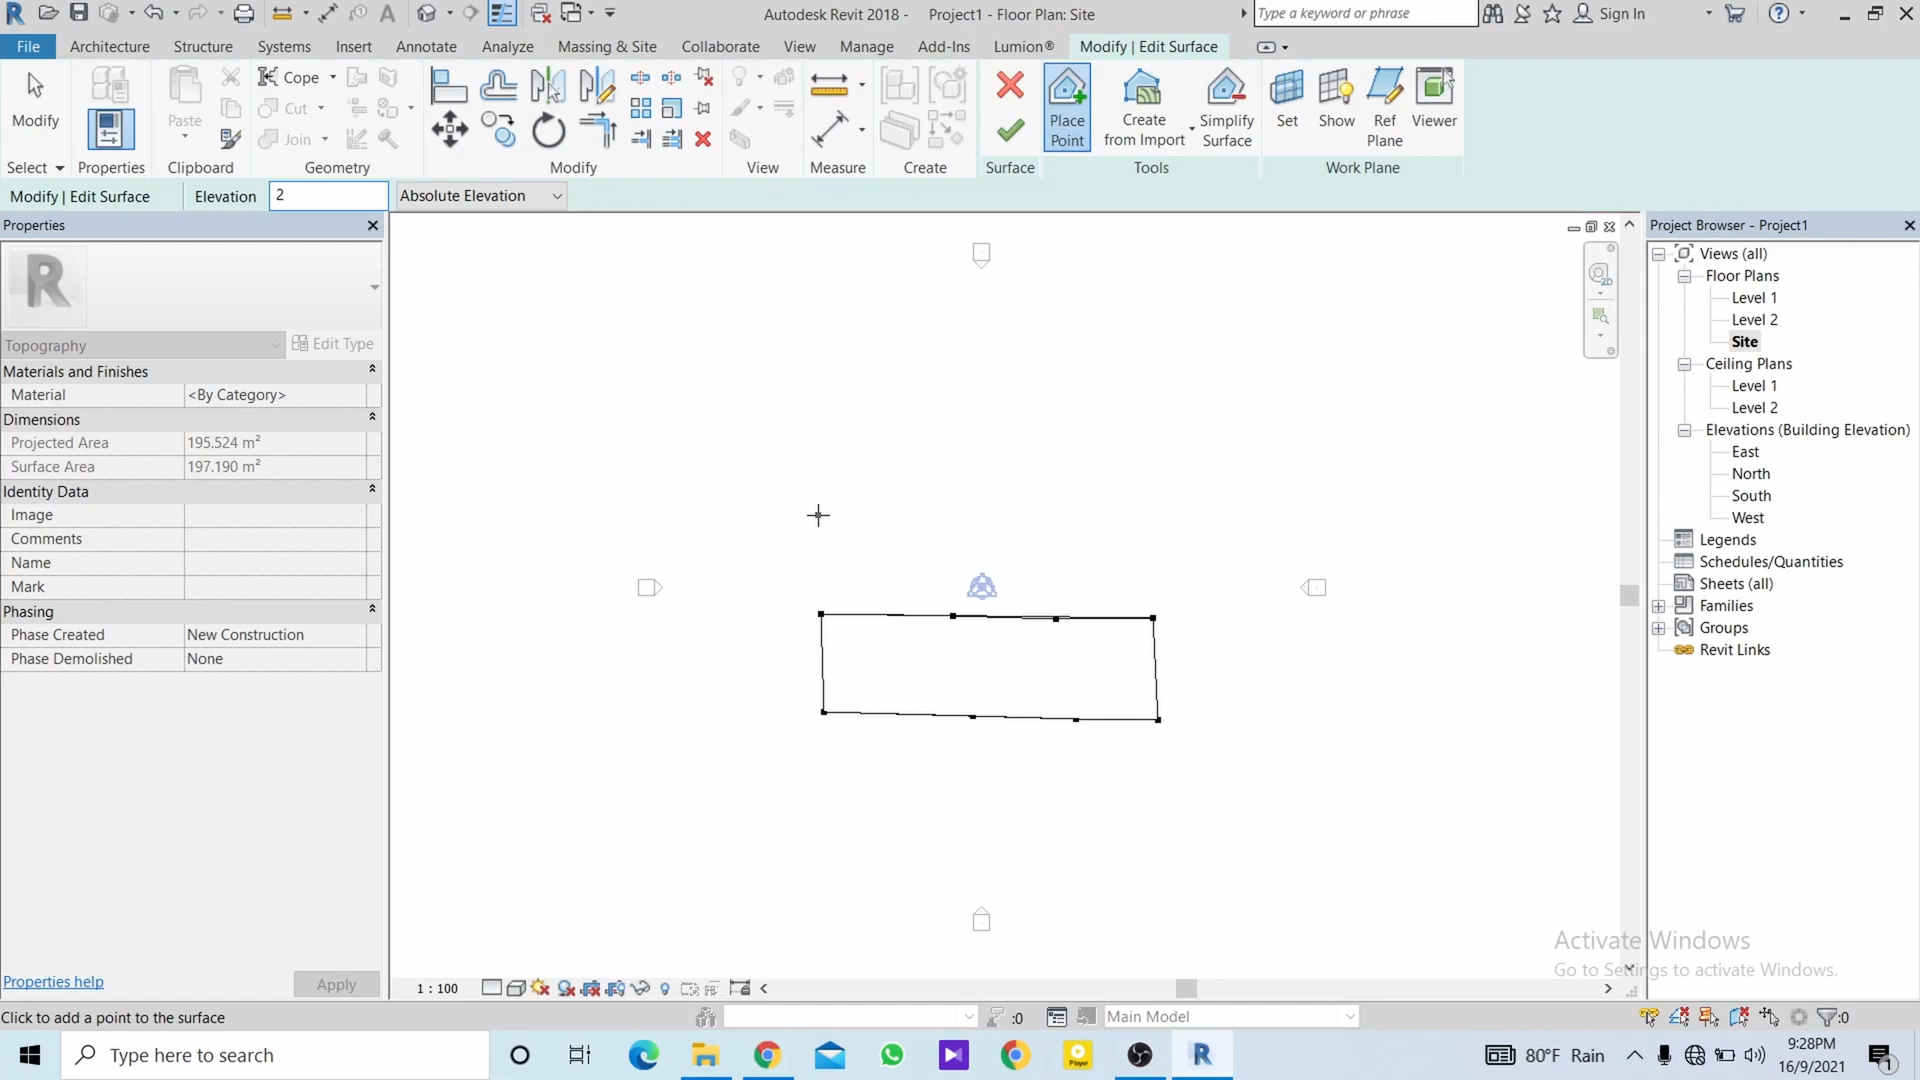 Autodesk Revit 2018 - Project1 - Floor Plan: Site
Type a keyword or phrase
Sign In
File Architecture Structure Systems Insert Annotate Analyze Massing & Site Collaborate View Manage Add-Ins Lumion® Modify | Edit Surface
Modify
Paste
Cope
Cut
Join
Place Point
Create from Import
Simplify Surface
Set
Show
Ref Plane
Viewer
Select Properties Clipboard Geometry Modify View Measure Create Surface Tools Work Plane
Modify | Edit Surface Elevation 2 Absolute Elevation
Properties
R
Topography Edit Type
Materials and Finishes
Material <By Category>
Dimensions
Projected Area 195.524 m²
Surface Area 197.190 m²
Identity Data
Image
Comments
Name
Mark
Phasing
Phase Created New Construction
Phase Demolished None
Properties help Apply
2D
Project Browser - Project1
Views (all)
Floor Plans
Level 1
Level 2
Site
Ceiling Plans
Level 1
Level 2
Elevations (Building Elevation)
East
North
South
West
Legends
Schedules/Quantities
Sheets (all)
Families
Groups
Revit Links
Activate Windows
Go to Settings to activate Windows.
1 : 100
Click to add a point to the surface :0 Main Model :0
Type here to search
Player
R
80°F Rain
9:28PM
16/9/2021
1